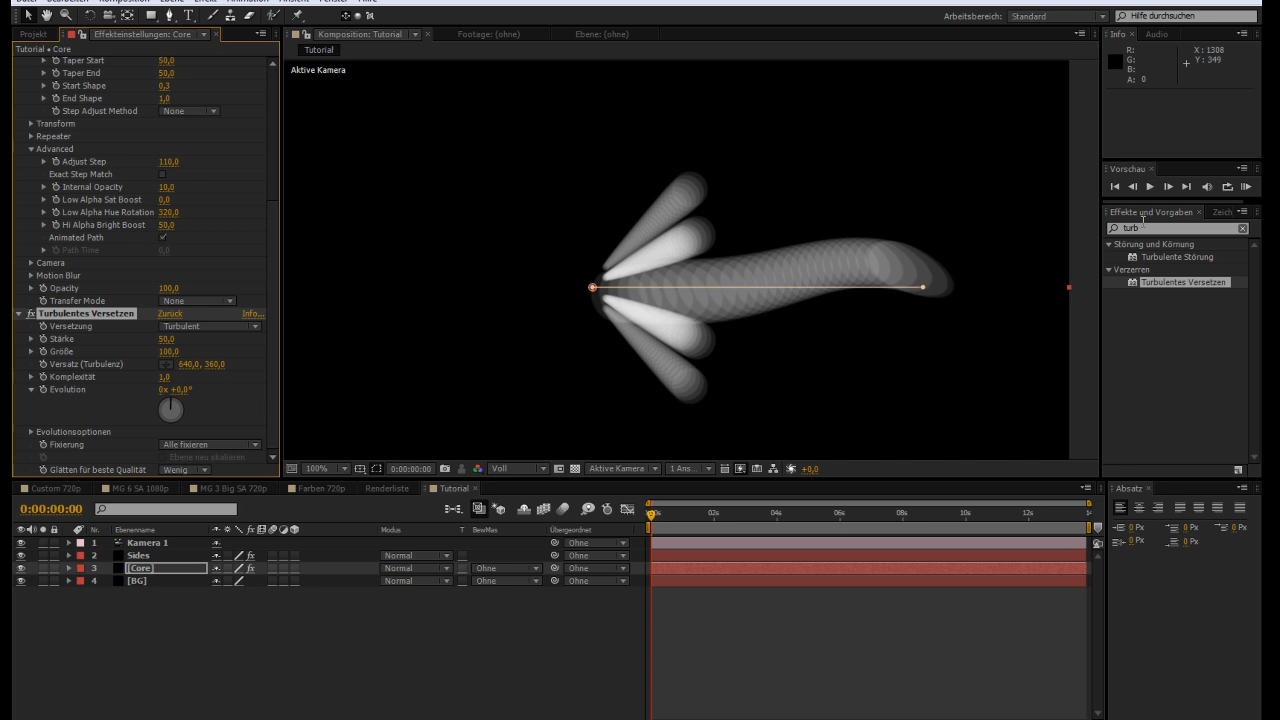 Arbeitsbereich: Standard Hilfe durchsuchen
Projekt Effekteinstellungen: Core Komposition: Tutorial Footage: (ohne) Ebene: (ohne) Info Audio
Tutorial • Core
Tutorial
Aktive Kamera
R:
G:
B:
A: 0
X : 1308
Y : 349
Taper Start 50,0
Taper End 50,0
Start Shape 0,3
End Shape 1,0
Step Adjust Method None
Transform
Repeater
Advanced
Adjust Step 110,0
Exact Step Match
Internal Opacity 10,0
Low Alpha Sat Boost 0,0
Low Alpha Hue Rotation 320,0
Hi Alpha Bright Boost 50,0
Animated Path
Path Time 0,0
Camera
Motion Blur
Opacity 100,0
Transfer Mode None
fx Turbulentes Versetzen Zurück Info...
Versetzung Turbulent
Stärke 50,0
Größe 100,0
Versatz (Turbulenz) 640,0, 360,0
Komplexität 1,0
Evolution 0x +0,0°
Evolutionsoptionen
Fixierung Alle fixieren
Ebene neu skalieren
Glätten für beste Qualität Wenig
Vorschau
Effekte und Vorgaben Zeich
turb
Störung und Körnung
Turbulente Störung
Verzerren
Turbulentes Versetzen
100% 0:00:00:00 Voll Aktive Kamera 1 Ans... +0,0
Custom 720p MG 6 SA 1080p MG 3 Big SA 720p Farben 720p Renderliste Tutorial
0:00:00:00
02s 04s 06s 08s 10s 12s
Nr. Ebenenname fx Modus T BewMas Übergeordnet
1 Kamera 1 Ohne
2 Sides fx Normal Ohne
3 [Core] fx Normal Ohne Ohne
4 [BG] Normal Ohne Ohne
Absatz
0 Px 0 Px 0 Px
0 Px 0 Px